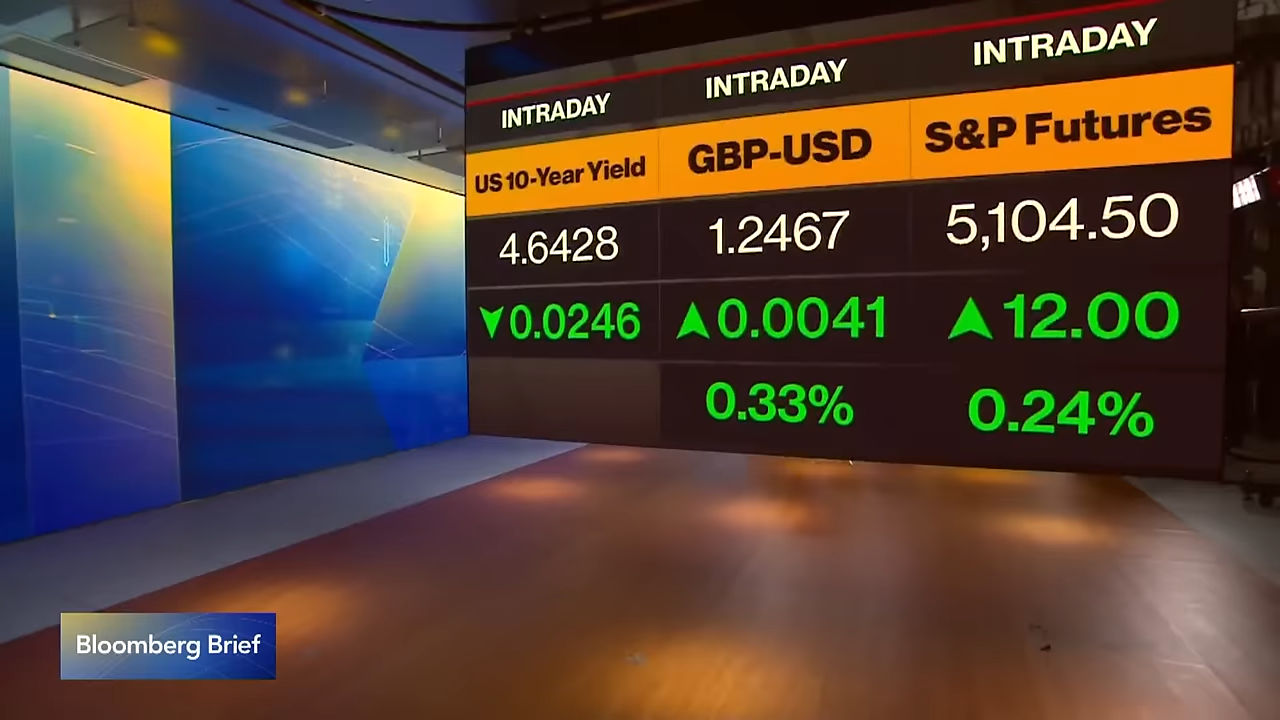 INTRADAY INTRADAY INTRADAY
US 10-Year Yield GBP-USD S&P Futures
4.6428 1.2467 5,104.50
▼0.0246 ▲0.0041 ▲12.00
0.33% 0.24%
Bloomberg Brief